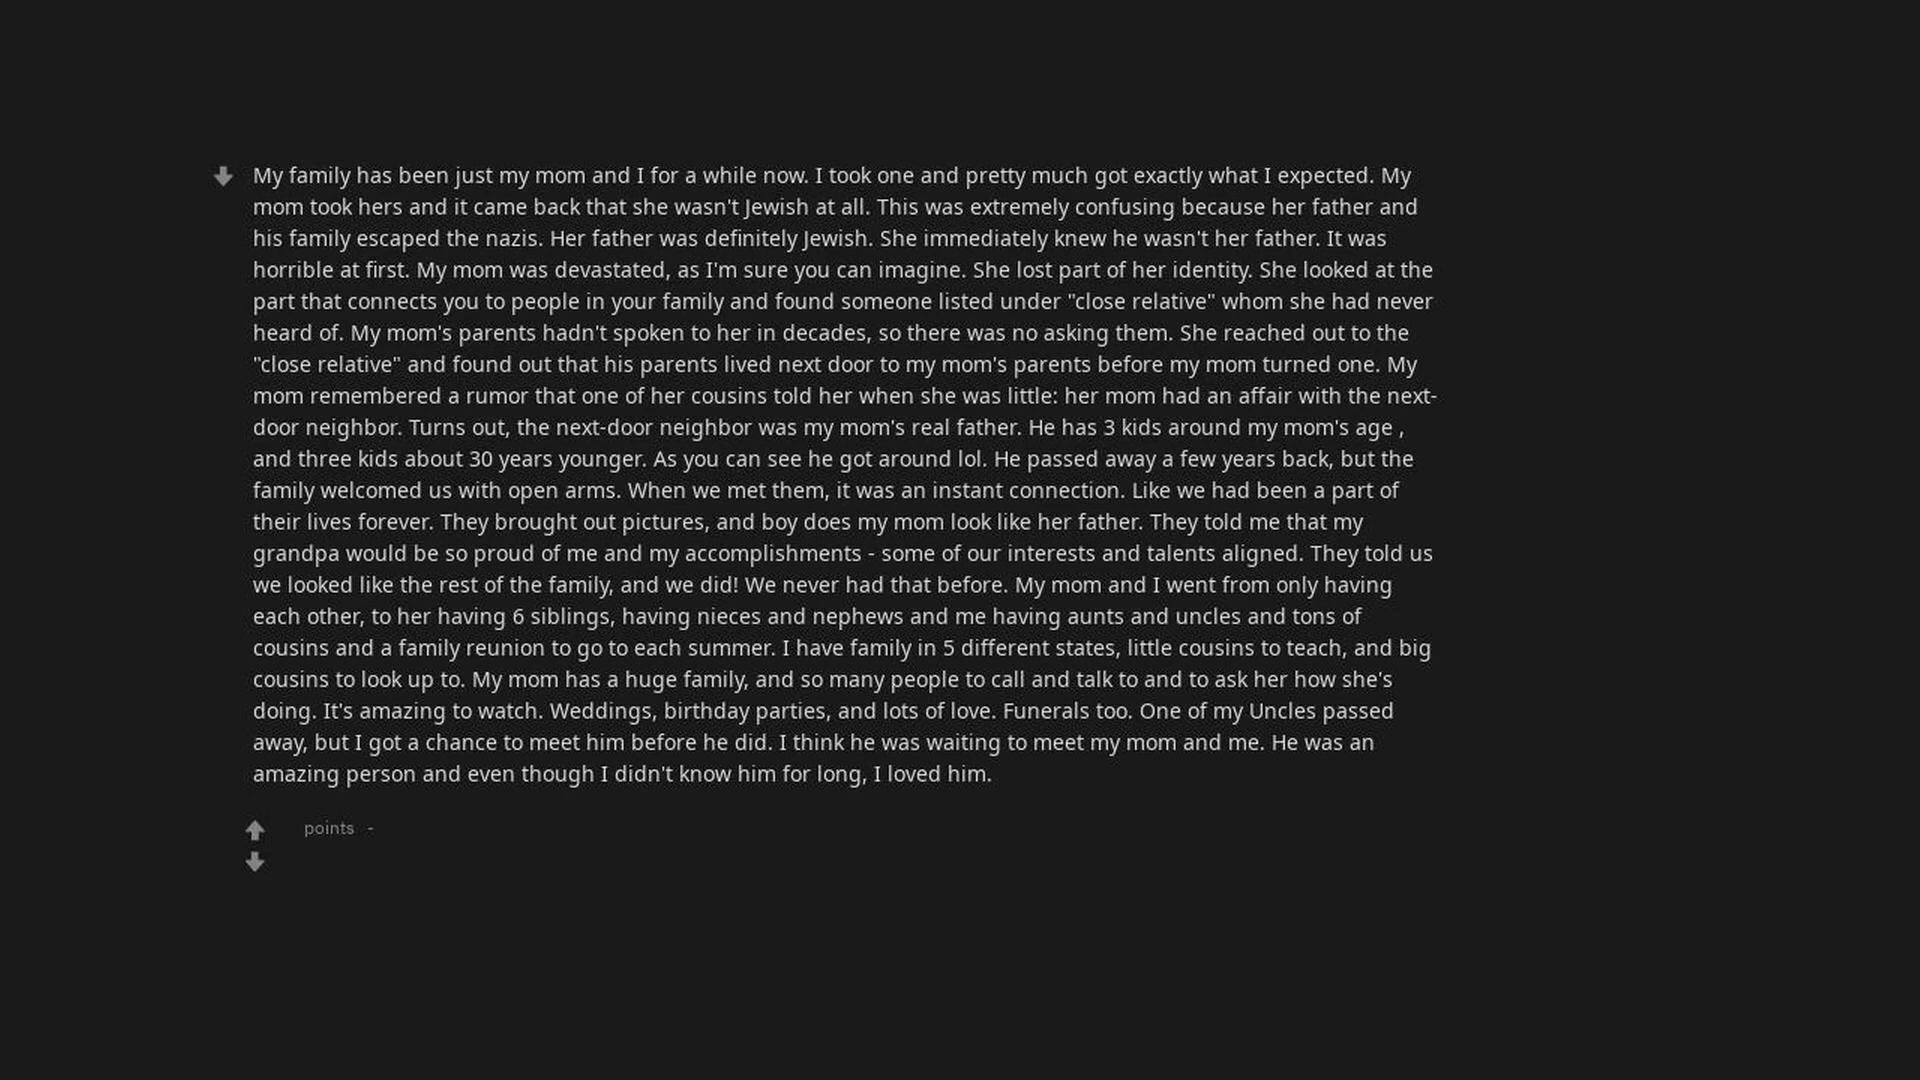 My family has been just my mom and I for a while now. I took one and pretty much got exactly what I expected. My
mom took hers and it came back that she wasn't Jewish at all. This was extremely confusing because her father and
his family escaped the nazis. Her father was definitely Jewish. She immediately knew he wasn't her father. It was
horrible at first. My mom was devastated, as I'm sure you can imagine. She lost part of her identity. She looked at the
part that connects you to people in your family and found someone listed under "close relative" whom she had never
heard of. My mom's parents hadn't spoken to her in decades, so there was no asking them. She reached out to the
"close relative" and found out that his parents lived next door to my mom's parents before my mom turned one. My
mom remembered a rumor that one of her cousins told her when she was little: her mom had an affair with the next-
door neighbor. Turns out, the next-door neighbor was my mom's real father. He has 3 kids around my mom's age ,
and three kids about 30 years younger. As you can see he got around lol. He passed away a few years back, but the
family welcomed us with open arms. When we met them, it was an instant connection. Like we had been a part of
their lives forever. They brought out pictures, and boy does my mom look like her father. They told me that my
grandpa would be so proud of me and my accomplishments - some of our interests and talents aligned. They told us
we looked like the rest of the family, and we did! We never had that before. My mom and I went from only having
each other, to her having 6 siblings, having nieces and nephews and me having aunts and uncles and tons of
cousins and a family reunion to go to each summer. I have family in 5 different states, little cousins to teach, and big
cousins to look up to. My mom has a huge family, and so many people to call and talk to and to ask her how she's
doing. It's amazing to watch. Weddings, birthday parties, and lots of love. Funerals too. One of my Uncles passed
away, but I got a chance to meet him before he did. I think he was waiting to meet my mom and me. He was an
amazing person and even though I didn't know him for long, I loved him.
points -